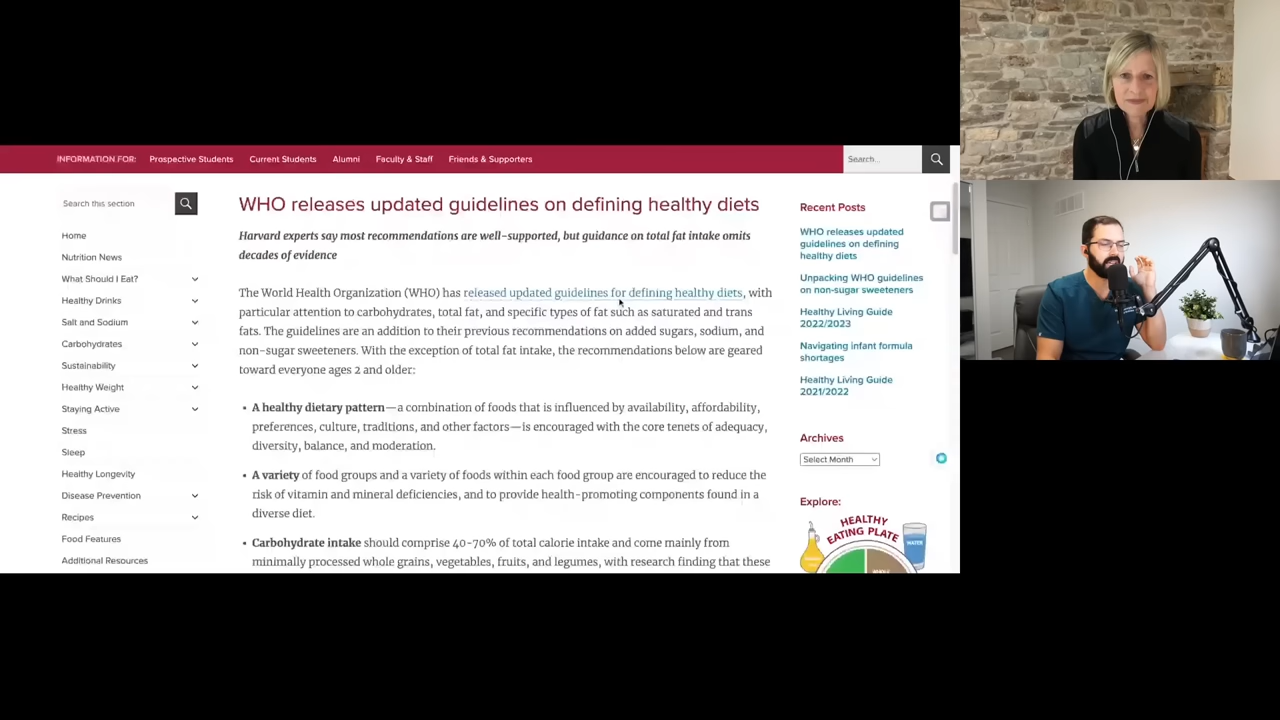 INFORMATION FOR: Prospective Students Current Students Alumni Faculty & Staff Friends & Supporters Search...
Search this section
Home
Nutrition News
What Should I Eat?
Healthy Drinks
Salt and Sodium
Carbohydrates
Sustainability
Healthy Weight
Staying Active
Stress
Sleep
Healthy Longevity
Disease Prevention
Recipes
Food Features
Additional Resources
WHO releases updated guidelines on defining healthy diets
Harvard experts say most recommendations are well-supported, but guidance on total fat intake omits
decades of evidence
The World Health Organization (WHO) has released updated guidelines for defining healthy diets, with
particular attention to carbohydrates, total fat, and specific types of fat such as saturated and trans
fats. The guidelines are an addition to their previous recommendations on added sugars, sodium, and
non-sugar sweeteners. With the exception of total fat intake, the recommendations below are geared
toward everyone ages 2 and older:
• A healthy dietary pattern—a combination of foods that is influenced by availability, affordability,
preferences, culture, traditions, and other factors—is encouraged with the core tenets of adequacy,
diversity, balance, and moderation.
• A variety of food groups and a variety of foods within each food group are encouraged to reduce the
risk of vitamin and mineral deficiencies, and to provide health-promoting components found in a
diverse diet.
• Carbohydrate intake should comprise 40-70% of total calorie intake and come mainly from
minimally processed whole grains, vegetables, fruits, and legumes, with research finding that these
Recent Posts
WHO releases updated
guidelines on defining
healthy diets
Unpacking WHO guidelines
on non-sugar sweeteners
Healthy Living Guide
2022/2023
Navigating infant formula
shortages
Healthy Living Guide
2021/2022
Archives
Select Month
Explore:
HEALTHY
EATING PLATE
WATER